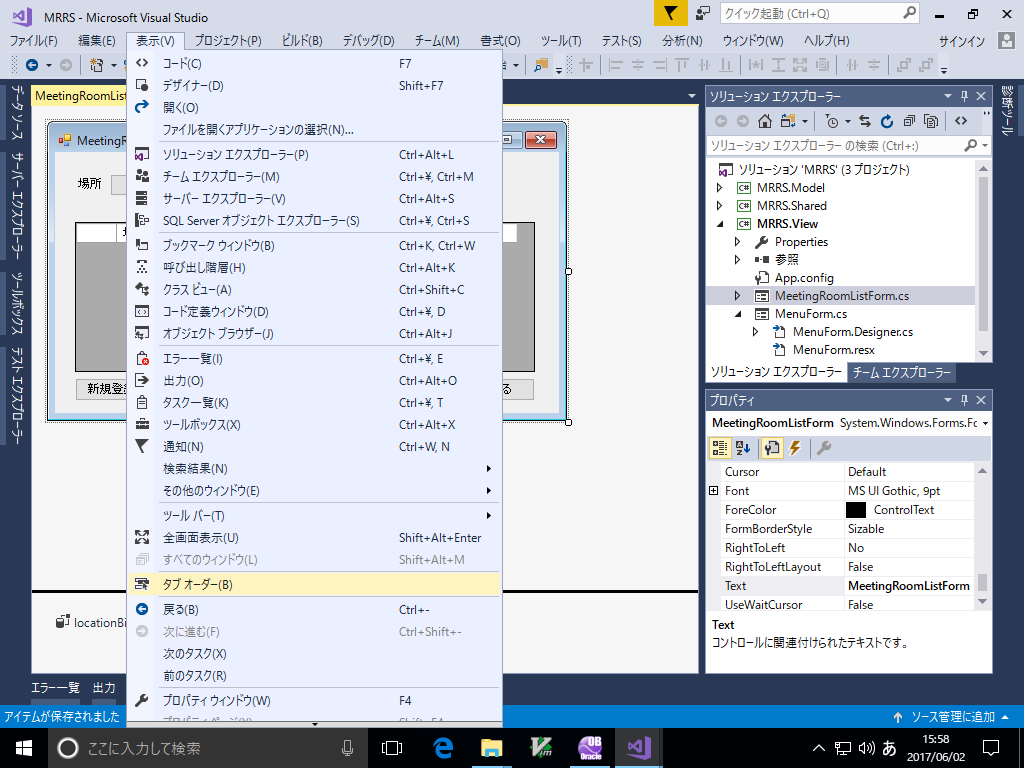 MRRS - Microsoft Visual Studio
クイック起動 (Ctrl+Q)
ファイル(F) 編集(E) 表示(V) プロジェクト(P) ビルド(B) デバッグ(D) チーム(M) 書式(O) ツール(T) テスト(S) 分析(N) ウィンドウ(W) ヘルプ(H) サインイン
データ ソース
サーバー エクスプローラー
ツールボックス
テスト エクスプローラー
MeetingRoomList
MeetingR
場所
新規登
る
locationBi
コード(C) F7
デザイナー(D) Shift+F7
開く(O)
ファイルを開くアプリケーションの選択(N)...
ソリューション エクスプローラー(P) Ctrl+Alt+L
チーム エクスプローラー(M) Ctrl+¥, Ctrl+M
サーバー エクスプローラー(V) Ctrl+Alt+S
SQL Server オブジェクト エクスプローラー(S) Ctrl+¥, Ctrl+S
ブックマーク ウィンドウ(B) Ctrl+K, Ctrl+W
呼び出し階層(H) Ctrl+Alt+K
クラス ビュー(A) Ctrl+Shift+C
コード定義ウィンドウ(D) Ctrl+¥, D
オブジェクト ブラウザー(J) Ctrl+Alt+J
エラー一覧(I) Ctrl+¥, E
出力(O) Ctrl+Alt+O
タスク一覧(K) Ctrl+¥, T
ツールボックス(X) Ctrl+Alt+X
通知(N) Ctrl+W, N
検索結果(N)
その他のウィンドウ(E)
ツール バー(T)
全画面表示(U) Shift+Alt+Enter
すべてのウィンドウ(L) Shift+Alt+M
タブ オーダー(B)
戻る(B) Ctrl+-
次に進む(F) Ctrl+Shift+-
次のタスク(X)
前のタスク(R)
プロパティ ウィンドウ(W) F4
ソリューション エクスプローラー
ソリューション エクスプローラー の検索 (Ctrl+:)
ソリューション 'MRRS' (3 プロジェクト)
C# MRRS.Model
C# MRRS.Shared
C# MRRS.View
Properties
参照
App.config
MeetingRoomListForm.cs
MenuForm.cs
MenuForm.Designer.cs
MenuForm.resx
ソリューション エクスプローラー チーム エクスプローラー
診断ツール
プロパティ
MeetingRoomListForm System.Windows.Forms.Fc
Cursor Default
Font MS UI Gothic, 9pt
ForeColor ControlText
FormBorderStyle Sizable
RightToLeft No
RightToLeftLayout False
Text MeetingRoomListForm
UseWaitCursor False
Text
コントロールに関連付けられたテキストです。
エラー一覧 出力
アイテムが保存されました
ソース管理に追加
ここに入力して検索
OB
Oracle
あ
15:58
2017/06/02